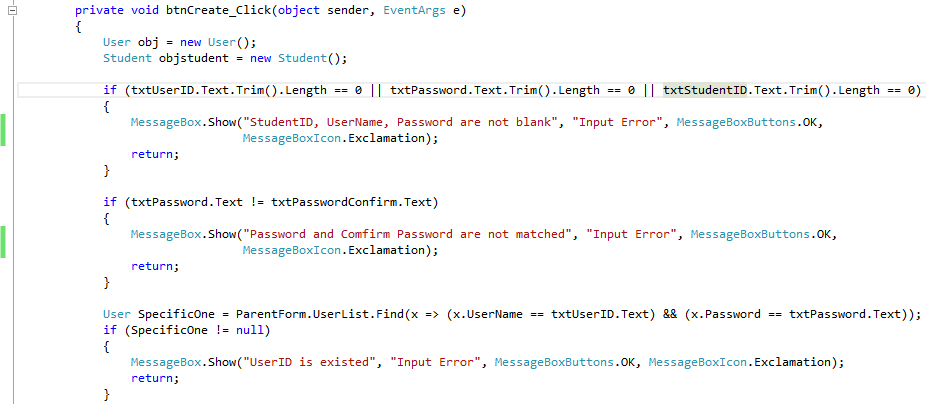 private void btnCreate_Click(object sender, EventArgs e)
{
User obj = new User();
Student objstudent = new Student();
if (txtUserID.Text.Trim().Length == 0 || txtPassword.Text.Trim().Length == 0 || txtStudentID.Text.Trim().Length == 0)
{
MessageBox.Show("StudentID, UserName, Password are not blank", "Input Error", MessageBoxButtons.OK,
MessageBoxIcon.Exclamation);
return;
}
if (txtPassword.Text != txtPasswordConfirm.Text)
{
MessageBox.Show("Password and Comfirm Password are not matched", "Input Error", MessageBoxButtons.OK,
MessageBoxIcon.Exclamation);
return;
}
User SpecificOne = ParentForm.UserList.Find(x => (x.UserName == txtUserID.Text) && (x.Password == txtPassword.Text));
if (SpecificOne != null)
{
MessageBox.Show("UserID is existed", "Input Error", MessageBoxButtons.OK, MessageBoxIcon.Exclamation);
return;
}